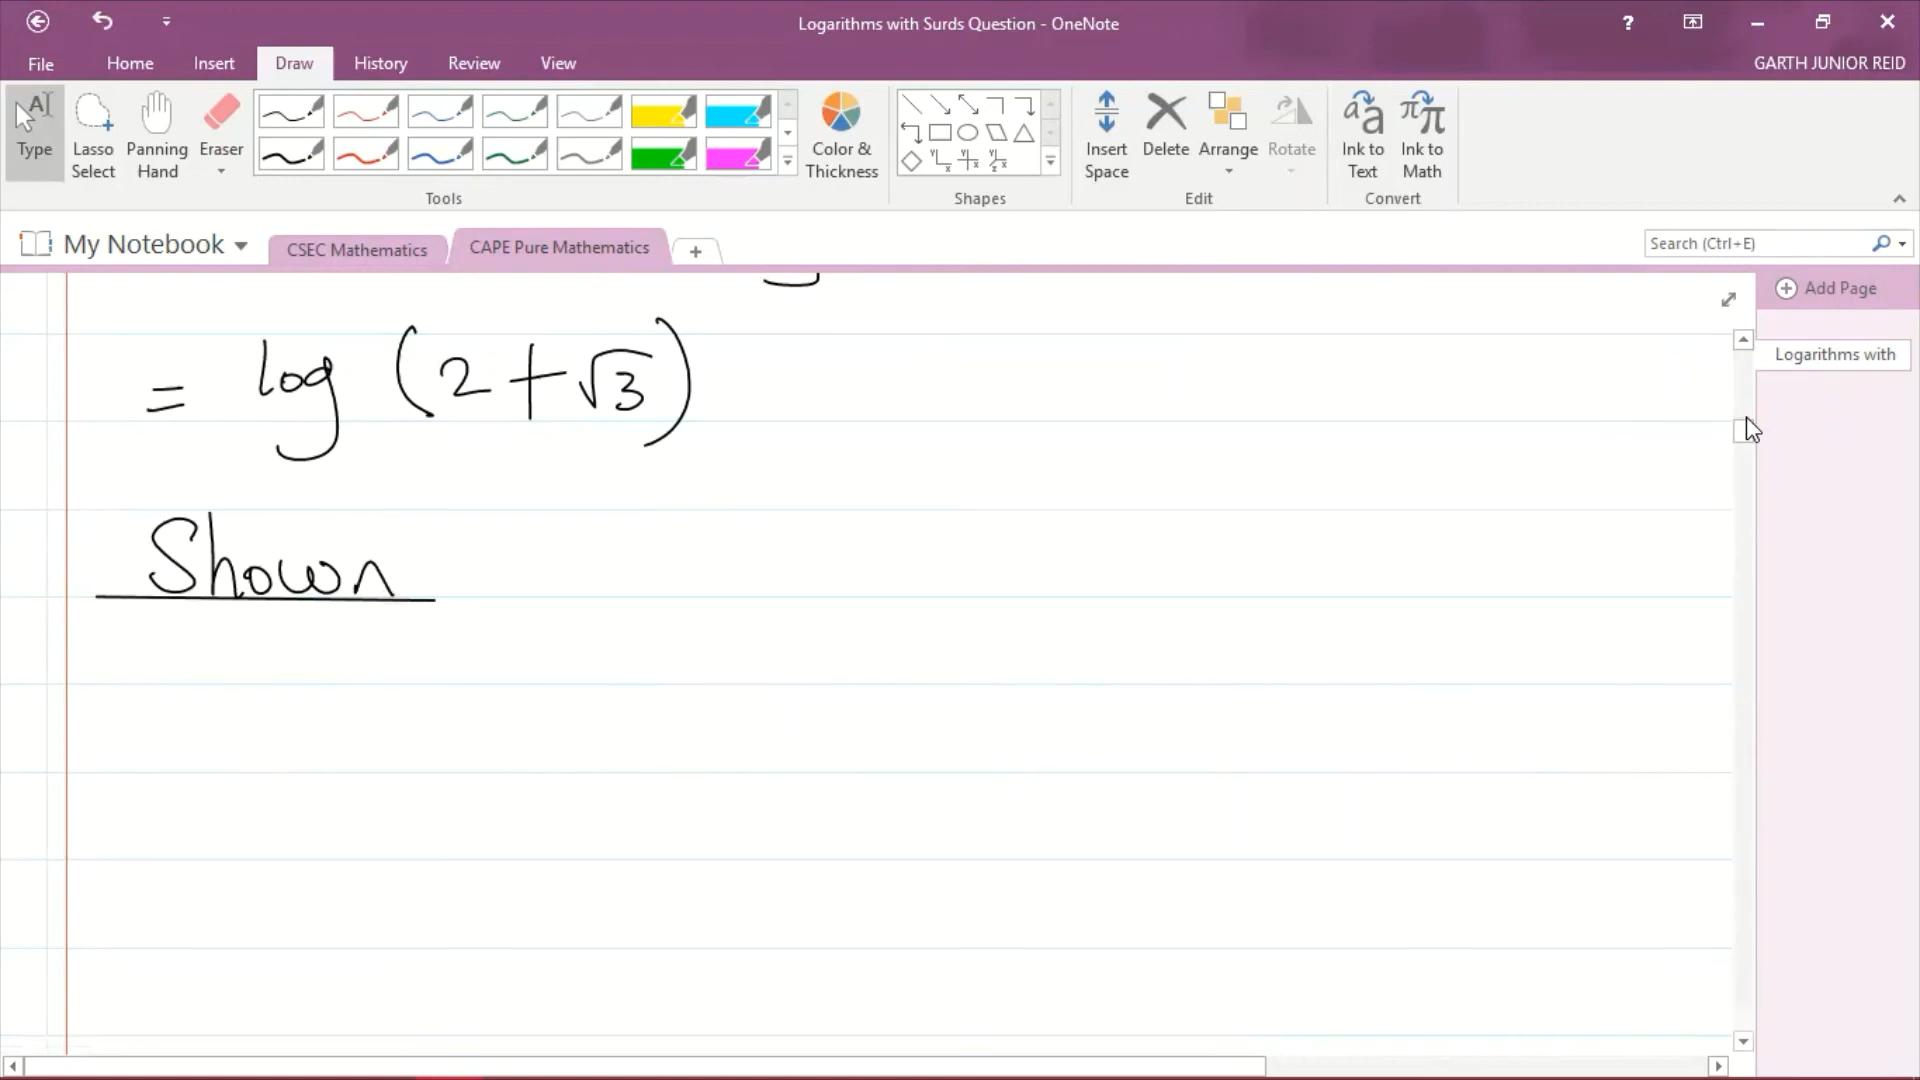 Logarithms with Surds Question - OneNote
?
File Home Insert Draw History Review View
GARTH JUNIOR REID
Type
Lasso Select
Panning Hand
Eraser
Color & Thickness
Insert Space
Delete
Arrange
Rotate
Ink to Text
Ink to Math
Tools
Shapes
Edit
Convert
My Notebook
CSEC Mathematics
CAPE Pure Mathematics
Search (Ctrl+E)
Add Page
Logarithms with
= log (2+√3)
Shown